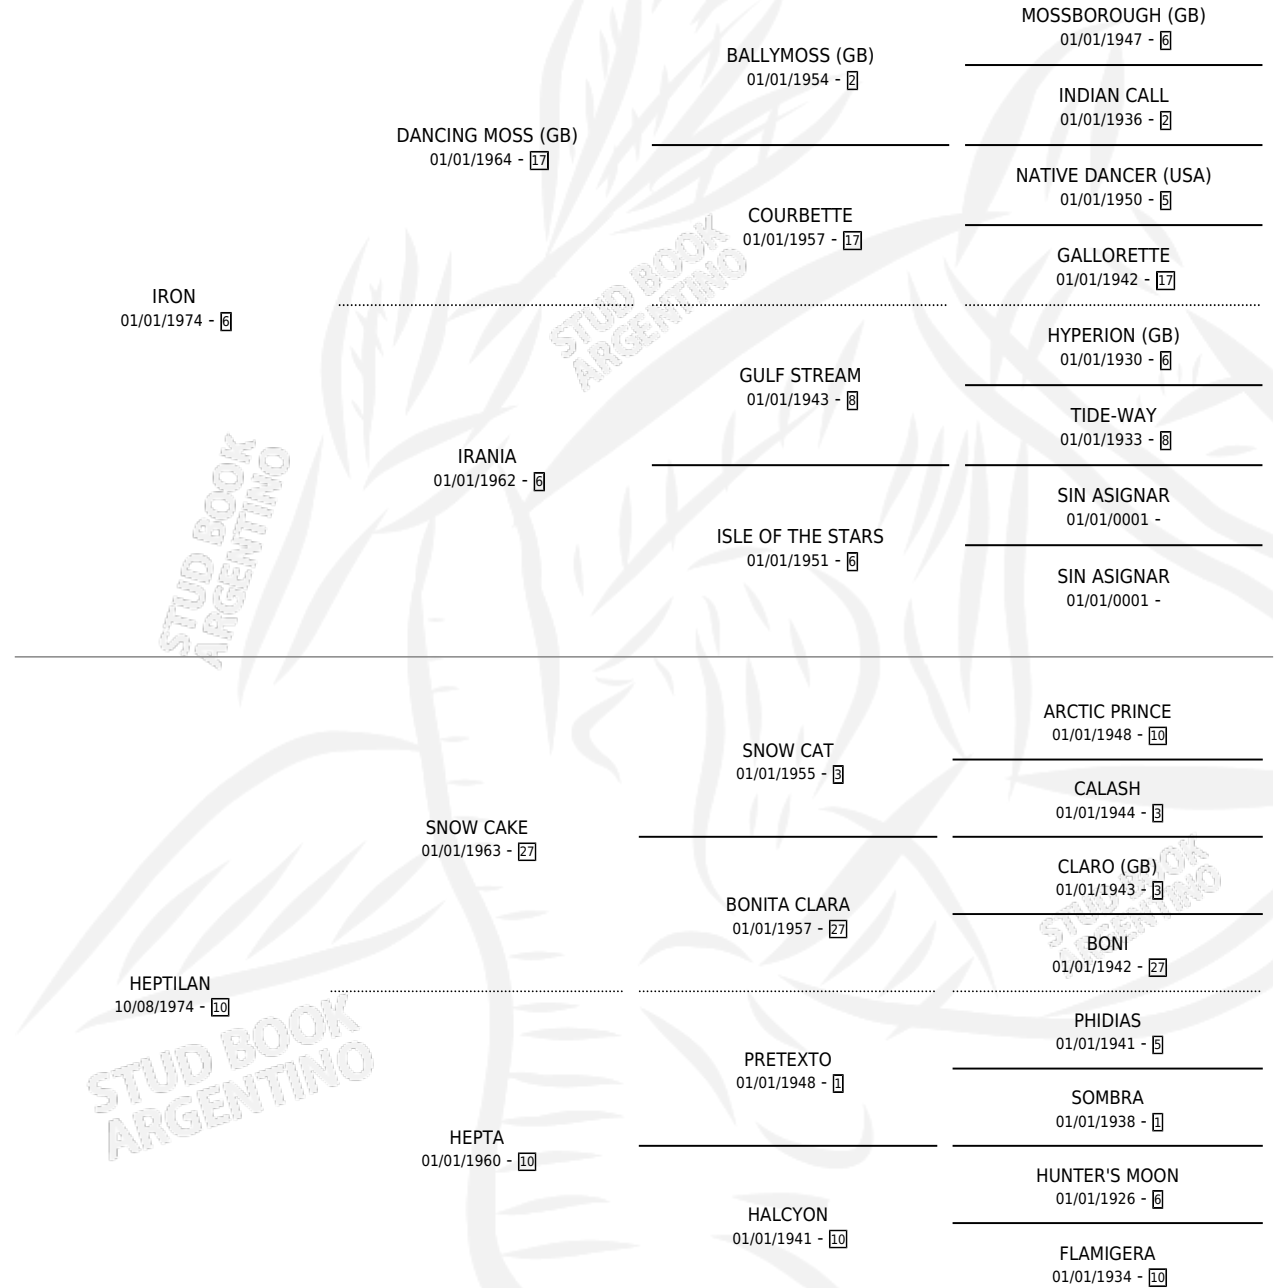 MOSSBOROUGH (GB)
01/01/1947 - 6
BALLYMOSS (GB)
01/01/1954 - 2
INDIAN CALL
01/01/1936 - 2
DANCING MOSS (GB)
01/01/1964 - 17
NATIVE DANCER (USA)
01/01/1950 - 5
COURBETTE
01/01/1957 - 17
GALLORETTE
01/01/1942 - 17
IRON
01/01/1974 - 6
HYPERION (GB)
01/01/1930 - 6
GULF STREAM
01/01/1943 - 8
TIDE-WAY
01/01/1933 - 8
IRANIA
01/01/1962 - 6
SIN ASIGNAR
01/01/0001 -
ISLE OF THE STARS
01/01/1951 - 6
SIN ASIGNAR
01/01/0001 -
STUD BOOK
ARGENTINO
STUD BOOK
ARGENTINO
ARCTIC PRINCE
01/01/1948 - 10
SNOW CAT
01/01/1955 - 3
CALASH
01/01/1944 - 3
SNOW CAKE
01/01/1963 - 27
CLARO (GB)
01/01/1943 - 3
BONITA CLARA
01/01/1957 - 27
BONI
01/01/1942 - 27
HEPTILAN
10/08/1974 - 10
PHIDIAS
01/01/1941 - 5
PRETEXTO
01/01/1948 - 1
SOMBRA
01/01/1938 - 1
HEPTA
01/01/1960 - 10
HUNTER'S MOON
01/01/1926 - 6
HALCYON
01/01/1941 - 10
FLAMIGERA
01/01/1934 - 10
STUD BOOK
ARGENTINO
STUD BOOK
ARGENTINO